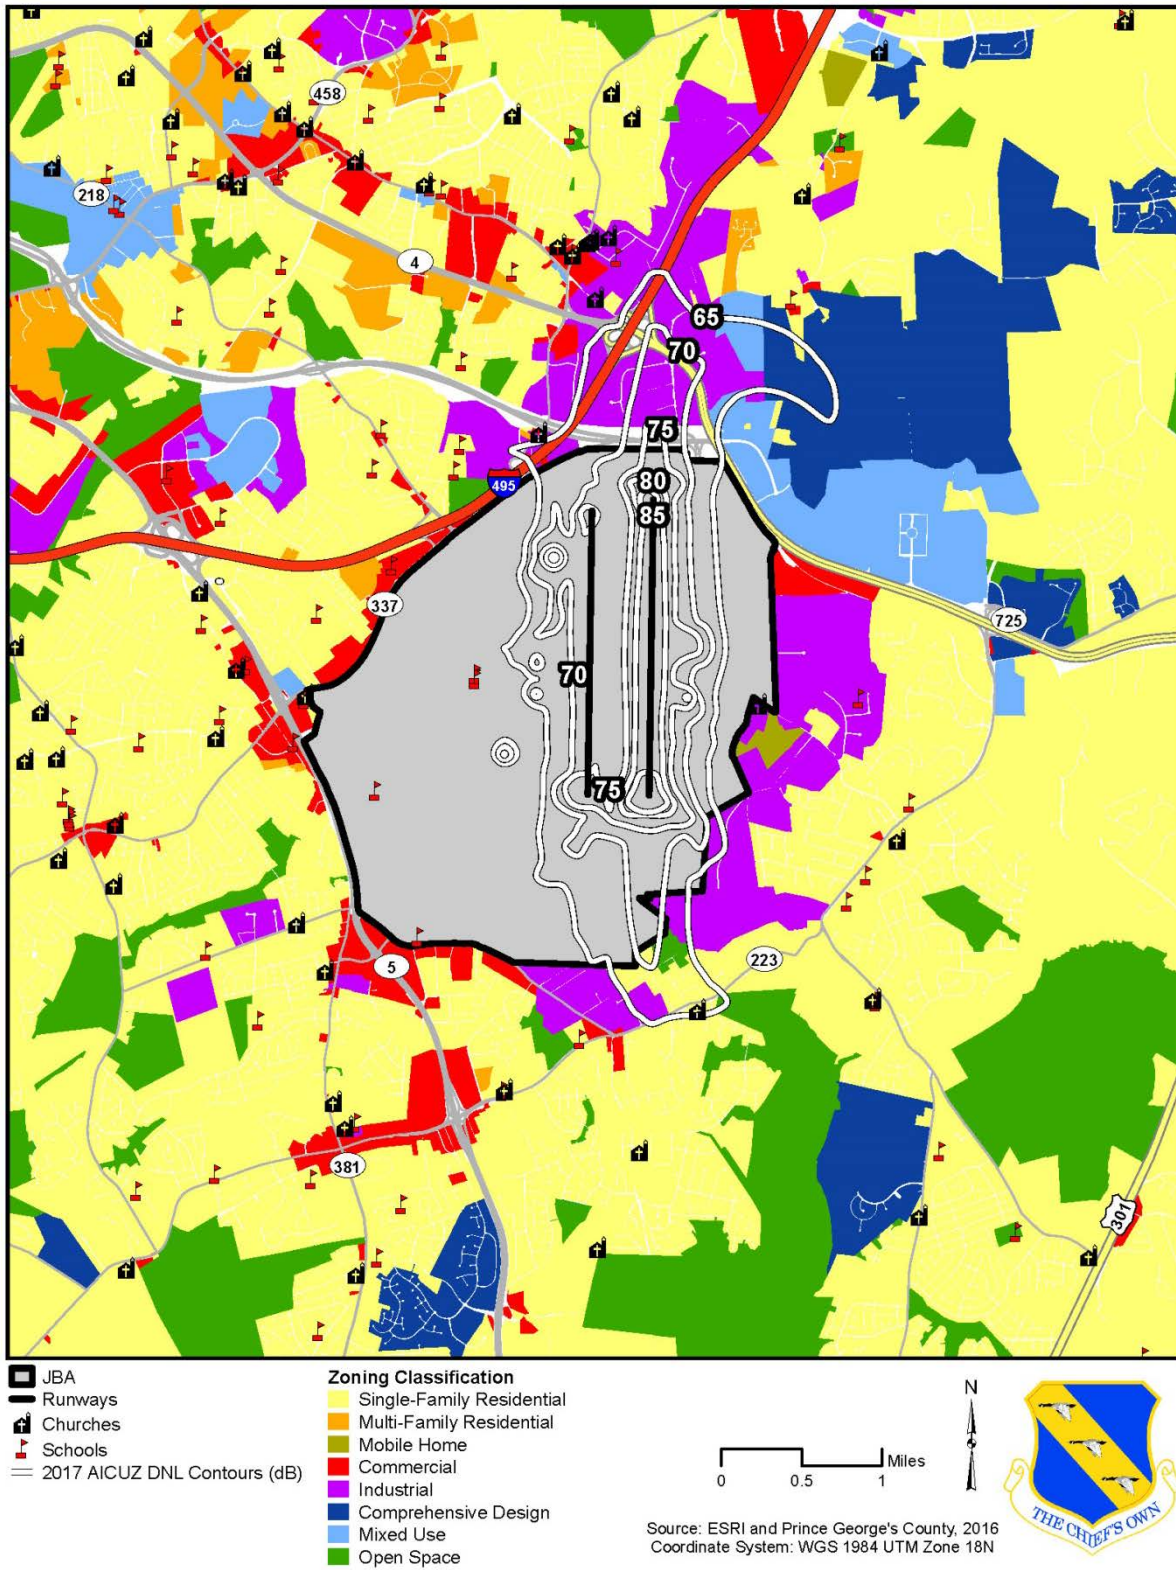 458
218
4
65
70
75
80
85
495
337
725
70
75
223
5
381
301
JBA
Runways
Churches
Schools
2017 AICUZ DNL Contours (dB)
Zoning Classification
Single-Family Residential
Multi-Family Residential
Mobile Home
Commercial
Industrial
Comprehensive Design
Mixed Use
Open Space
N
Miles
0 0.5 1
Source: ESRI and Prince George's County, 2016
Coordinate System: WGS 1984 UTM Zone 18N
THE CHIEF'S OWN